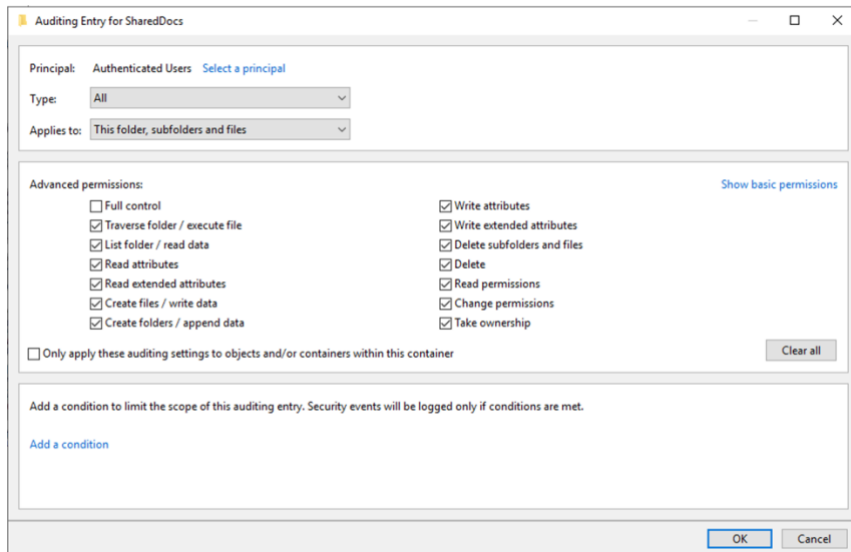 Auditing Entry for SharedDocs
Principal: Authenticated Users Select a principal
Type: All
Applies to: This folder, subfolders and files
Advanced permissions: Show basic permissions
Full control Write attributes
Traverse folder / execute file Write extended attributes
List folder / read data Delete subfolders and files
Read attributes Delete
Read extended attributes Read permissions
Create files / write data Change permissions
Create folders / append data Take ownership
Only apply these auditing settings to objects and/or containers within this container Clear all
Add a condition to limit the scope of this auditing entry. Security events will be logged only if conditions are met.
Add a condition
OK Cancel